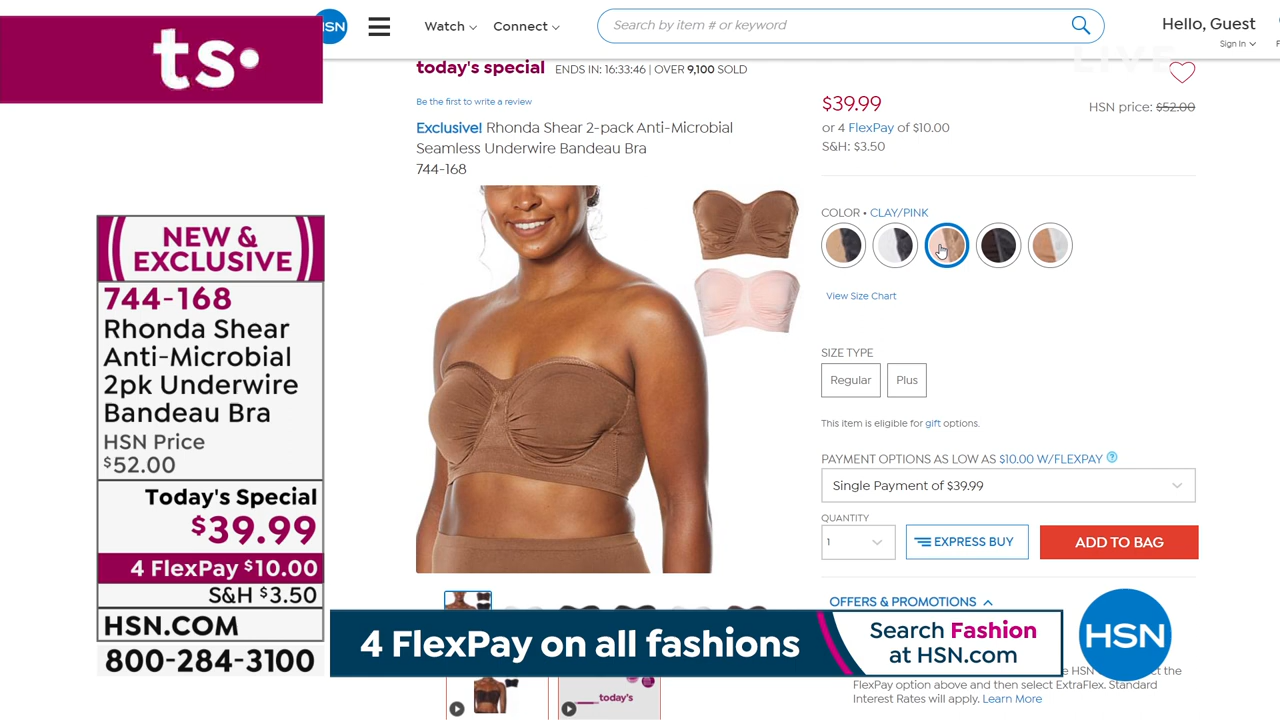 ts.
HSN
Watch
Connect
Search by item # or keyword
Hello, Guest
Sign In
LIVE
today's special ENDS IN: 16:33:46 | OVER 9,100 SOLD
Be the first to write a review
Exclusive! Rhonda Shear 2-pack Anti-Microbial
Seamless Underwire Bandeau Bra
744-168
$39.99
HSN price: $52.00
or 4 FlexPay of $10.00
S&H: $3.50
COLOR • CLAY/PINK
View Size Chart
SIZE TYPE
Regular
Plus
This item is eligible for gift options.
PAYMENT OPTIONS AS LOW AS $10.00 W/FLEXPAY ?
Single Payment of $39.99
QUANTITY
1
EXPRESS BUY
ADD TO BAG
OFFERS & PROMOTIONS
NEW &
EXCLUSIVE
744-168
Rhonda Shear
Anti-Microbial
2pk Underwire
Bandeau Bra
HSN Price
$52.00
Today's Special
$39.99
4 FlexPay $10.00
S&H $3.50
HSN.COM
800-284-3100
4 FlexPay on all fashions
Search Fashion
at HSN.com
HSN
the
FlexPay option above and then select ExtraFlex. Standard
Interest Rates will apply. Learn More
today's